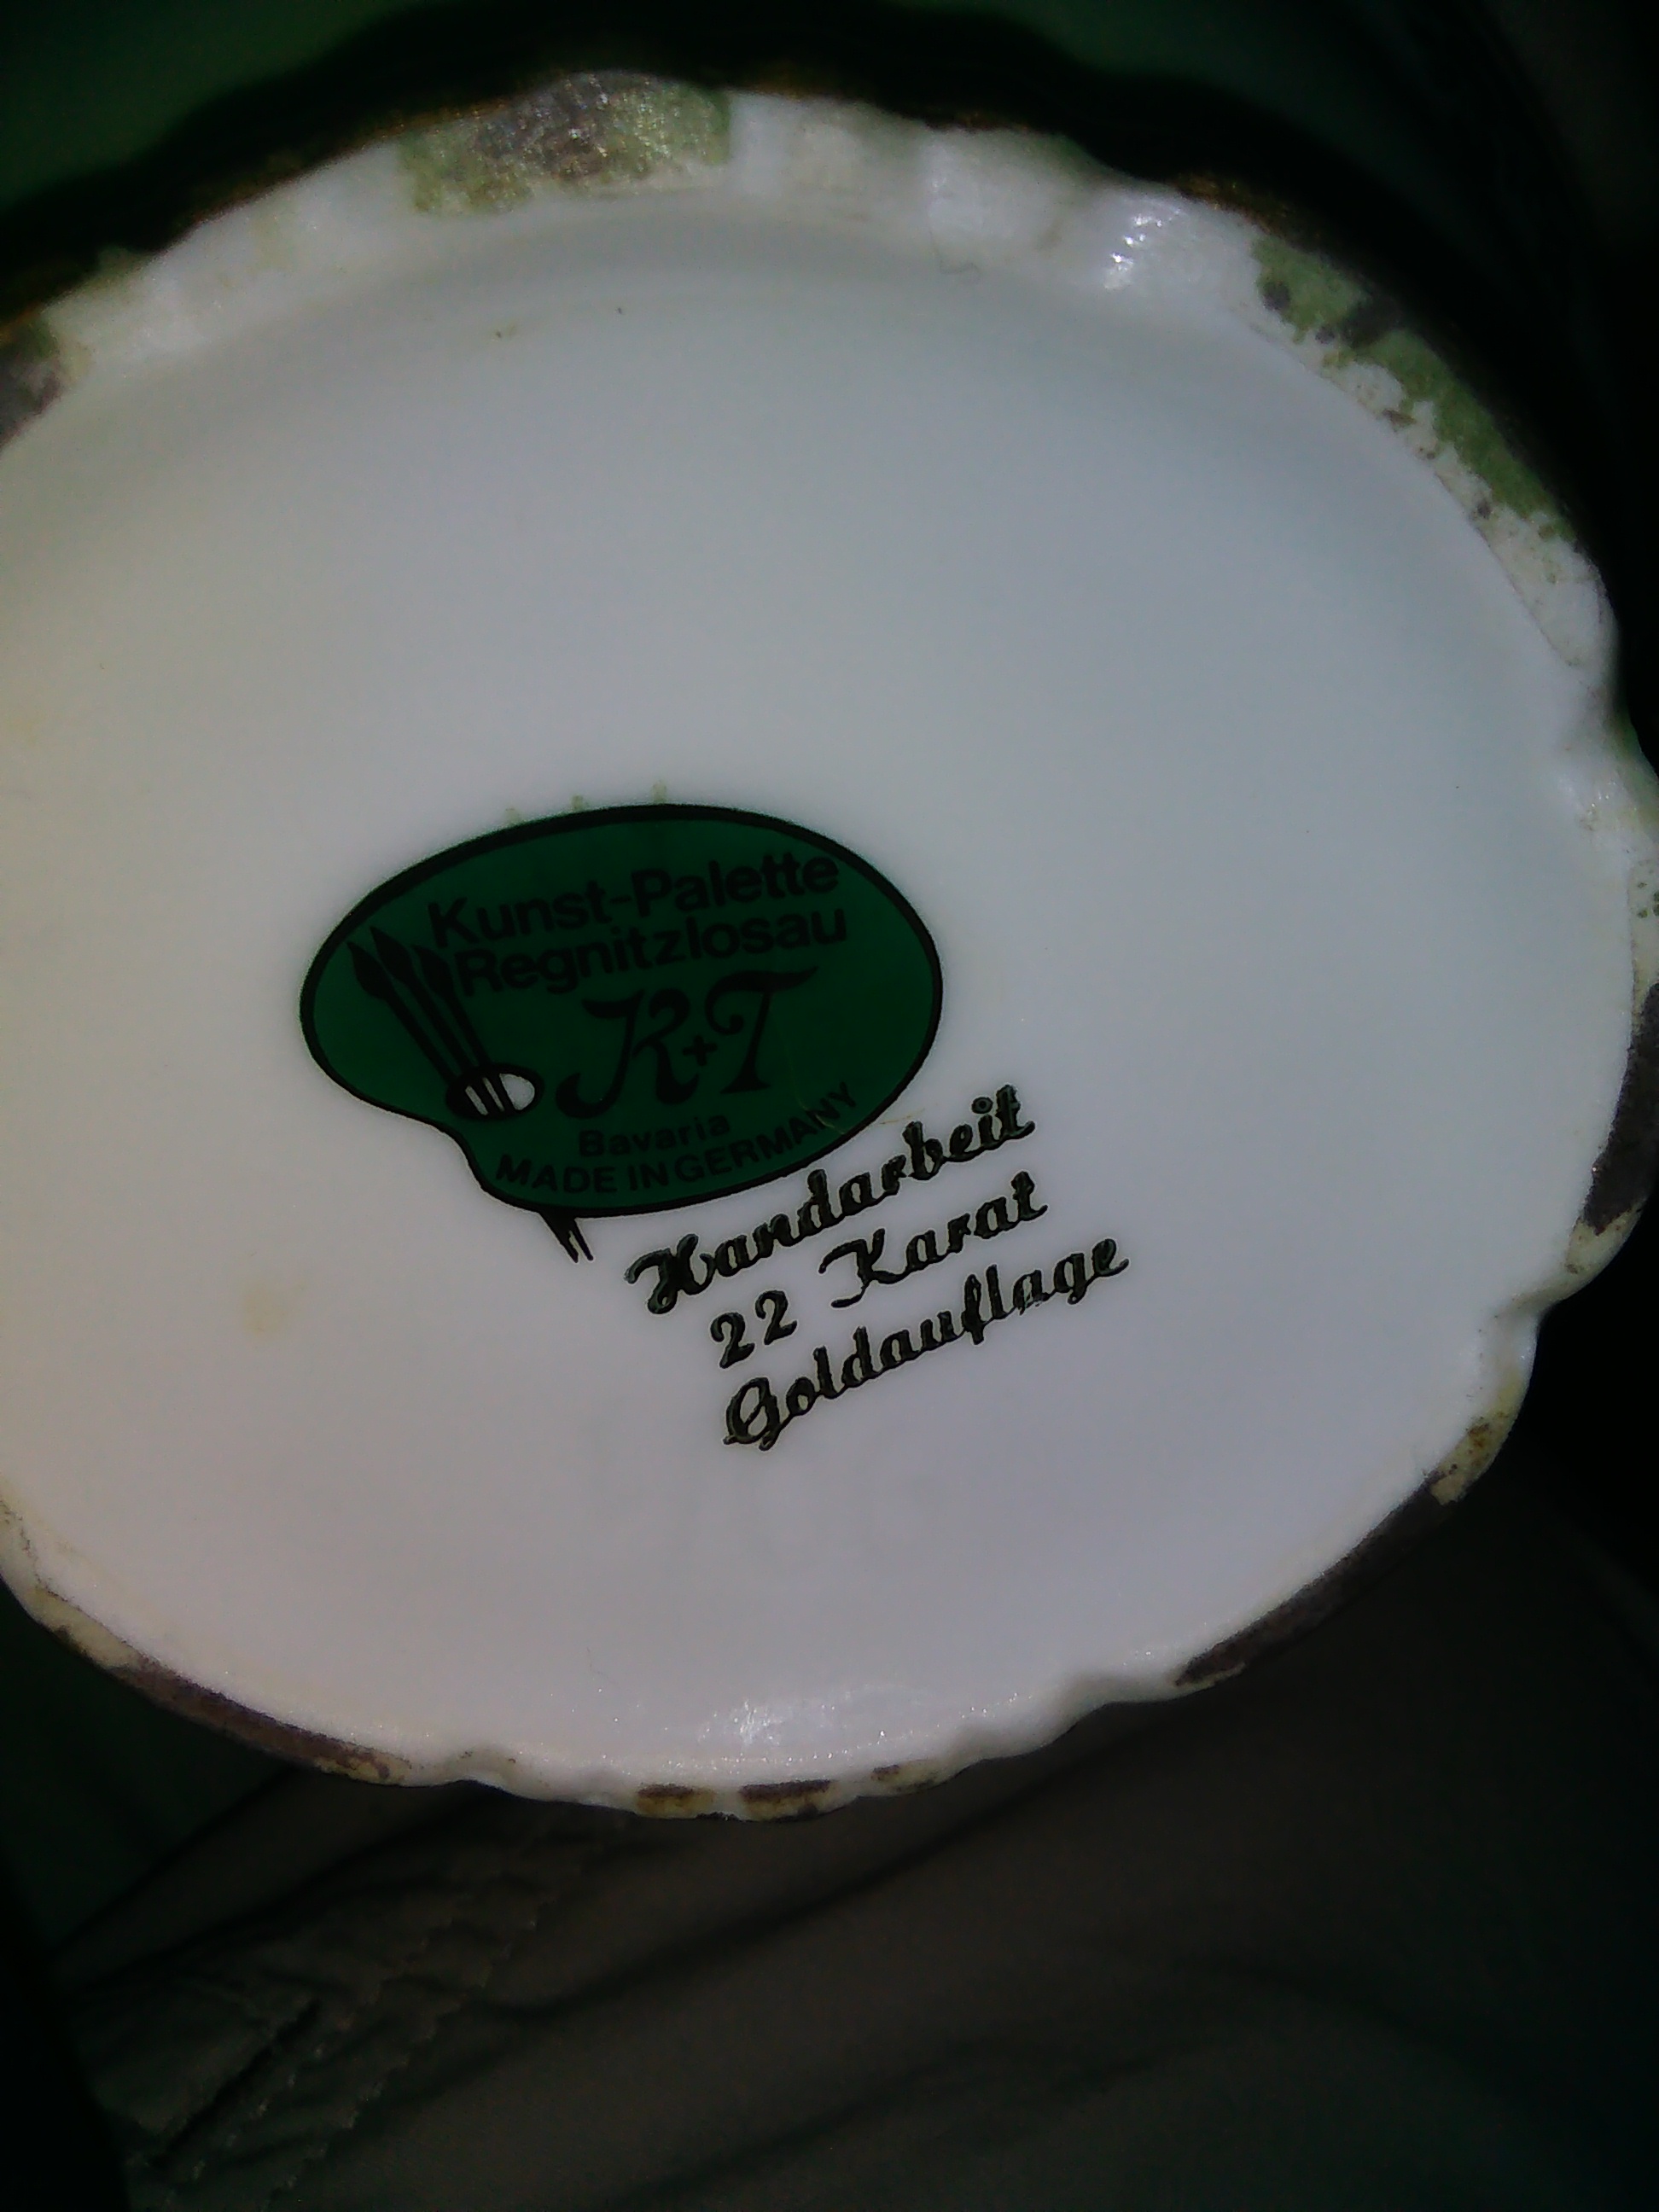 Kunst-Palette
Regnitzlosau
K+T
Bavaria
MADE IN GERMANY
Handarbeit
22 Karat
Goldauflage